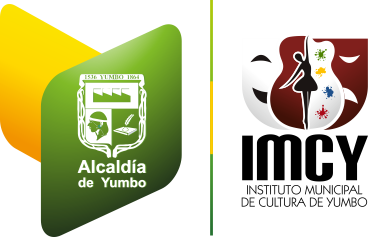 1536 YUMBO 1864
Alcaldía
de Yumbo
IMCY
INSTITUTO MUNICIPAL
DE CULTURA DE YUMBO